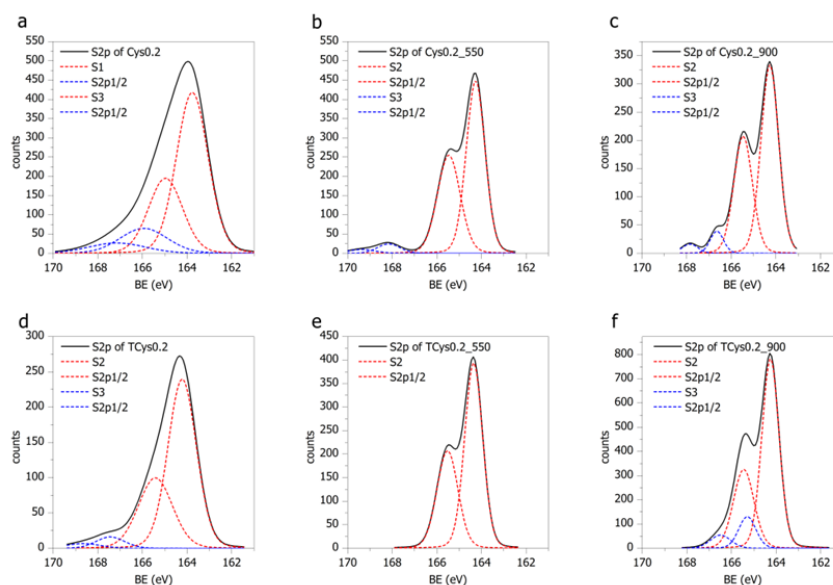 a
S2p of Cys0.2
S1
S2p1/2
S3
S2p1/2
550
500
450
400
350
300
250
200
150
100
50
0
counts
170 168 166 164 162
BE (eV)
b
S2p of Cys0.2_550
S2
S2p1/2
S3
S2p1/2
550
500
450
400
350
300
250
200
150
100
50
0
counts
170 168 166 164 162
BE (eV)
c
S2p of Cys0.2_900
S2
S2p1/2
S3
S2p1/2
350
300
250
200
150
100
50
0
counts
170 168 166 164 162
BE (eV)
d
S2p of TCys0.2
S2
S2p1/2
S3
S2p1/2
300
250
200
150
100
50
0
counts
170 168 166 164 162
BE (eV)
e
S2p of TCys0.2_550
S2
S2p1/2
450
400
350
300
250
200
150
100
50
0
counts
170 168 166 164 162
BE (eV)
f
S2p of TCys0.2_900
S2
S2p1/2
S3
S2p1/2
800
700
600
500
400
300
200
100
0
counts
170 168 166 164 162
BE (eV)